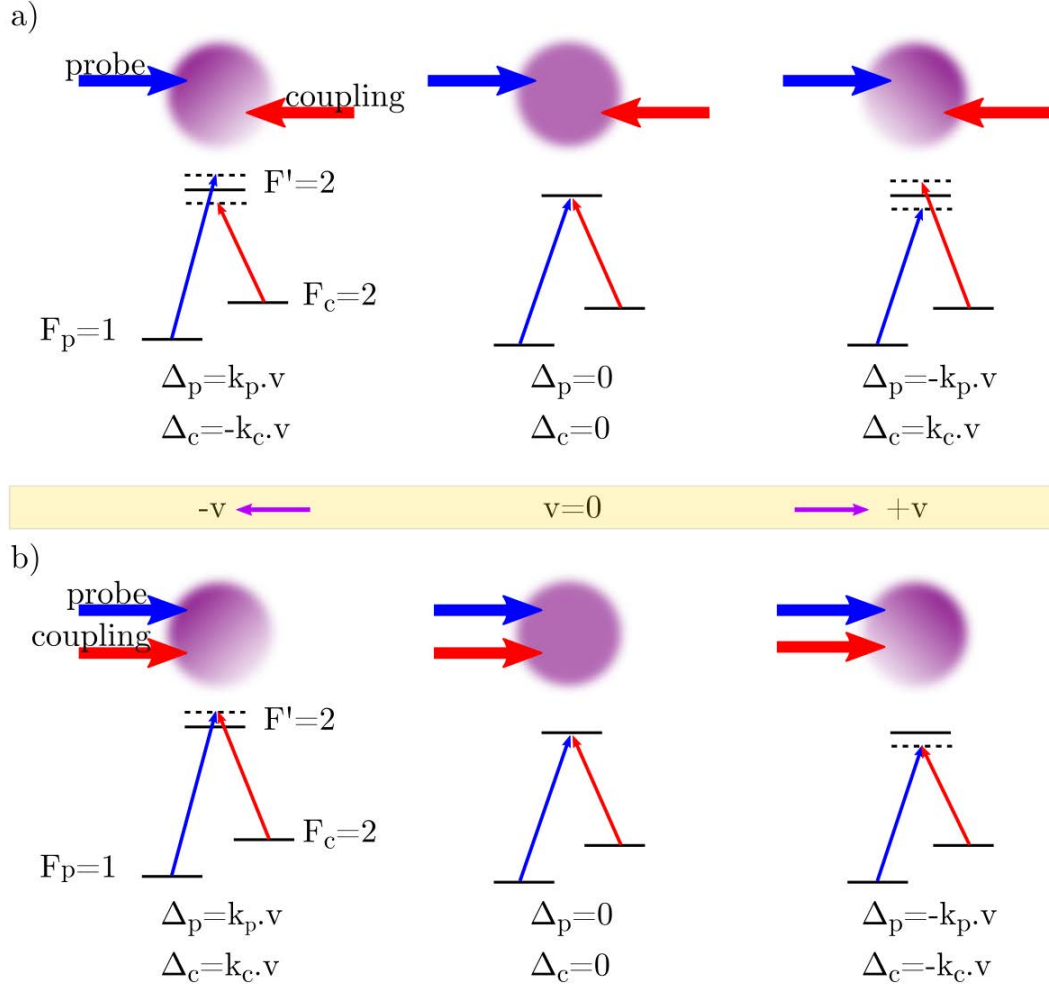 a)
probe
coupling
F'=2
F_c=2
F_p=1
Δ_p=k_p.v
Δ_c=-k_c.v
Δ_p=0
Δ_c=0
Δ_p=-k_p.v
Δ_c=k_c.v
-v
v=0
+v
b)
probe
coupling
F'=2
F_c=2
F_p=1
Δ_p=k_p.v
Δ_c=k_c.v
Δ_p=0
Δ_c=0
Δ_p=-k_p.v
Δ_c=-k_c.v